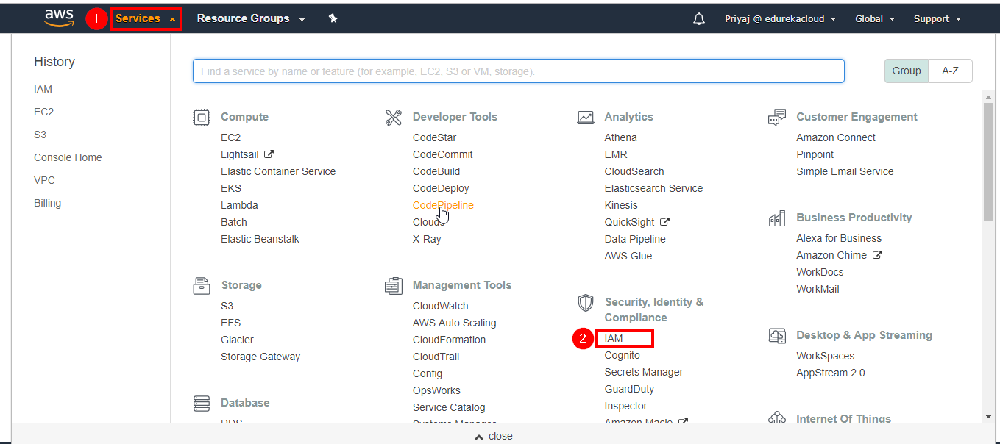 aws
1
Services
Resource Groups
Priyaj @ edurekacloud
Global
Support
History
IAM
EC2
S3
Console Home
VPC
Billing
Find a service by name or feature (for example, EC2, S3 or VM, storage).
Group
A-Z
Compute
EC2
Lightsail
Elastic Container Service
EKS
Lambda
Batch
Elastic Beanstalk
Storage
S3
EFS
Glacier
Storage Gateway
Database
RDS
Developer Tools
CodeStar
CodeCommit
CodeBuild
CodeDeploy
CodePipeline
Cloud9
X-Ray
Management Tools
CloudWatch
AWS Auto Scaling
CloudFormation
CloudTrail
Config
OpsWorks
Service Catalog
Systems Manager
Analytics
Athena
EMR
CloudSearch
Elasticsearch Service
Kinesis
QuickSight
Data Pipeline
AWS Glue
Security, Identity &
Compliance
2
IAM
Cognito
Secrets Manager
GuardDuty
Inspector
Amazon Macie
Customer Engagement
Amazon Connect
Pinpoint
Simple Email Service
Business Productivity
Alexa for Business
Amazon Chime
WorkDocs
WorkMail
Desktop & App Streaming
WorkSpaces
AppStream 2.0
Internet Of Things
close